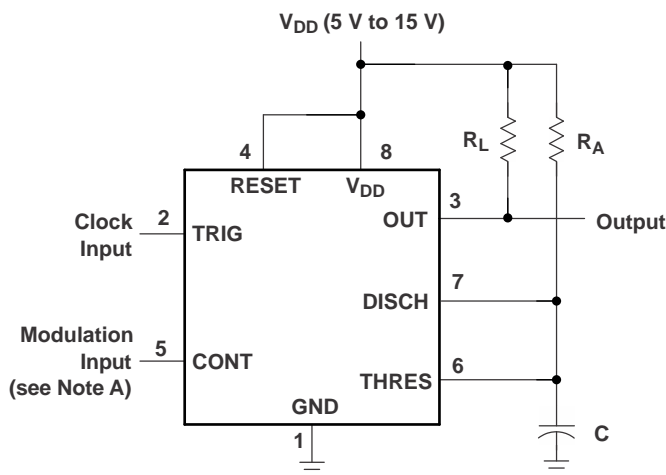 V_DD (5 V to 15 V)
R_L
R_A
4
8
RESET
V_DD
3
OUT
Output
Clock
Input
2
TRIG
7
DISCH
Modulation
Input
(see Note A)
5
CONT
6
THRES
GND
1
C